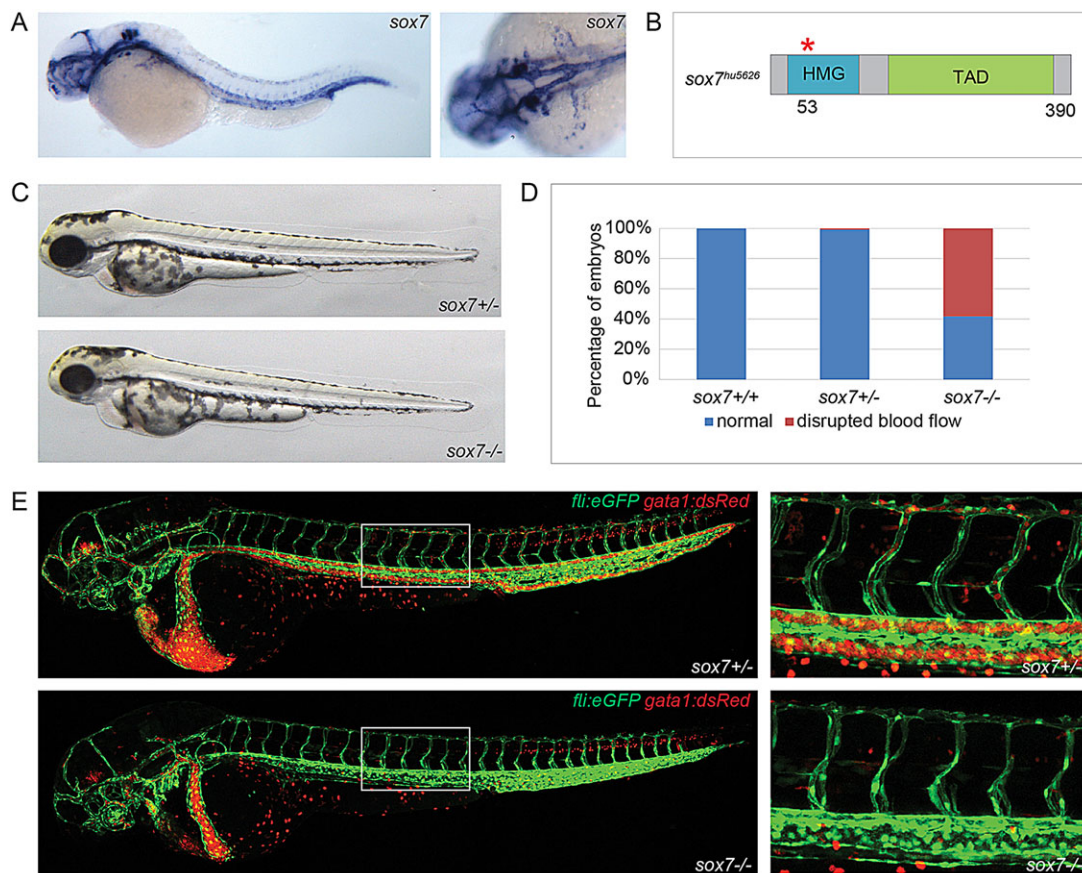 A
sox7
sox7
B
sox7hu5626
*
HMG
TAD
53
390
C
sox7+/-
sox7-/-
D
Percentage of embryos
100%
80%
60%
40%
20%
0%
sox7+/+
sox7+/-
sox7-/-
normal
disrupted blood flow
E
fli:eGFP gata1:dsRed
sox7+/-
sox7+/-
fli:eGFP gata1:dsRed
sox7-/-
sox7-/-